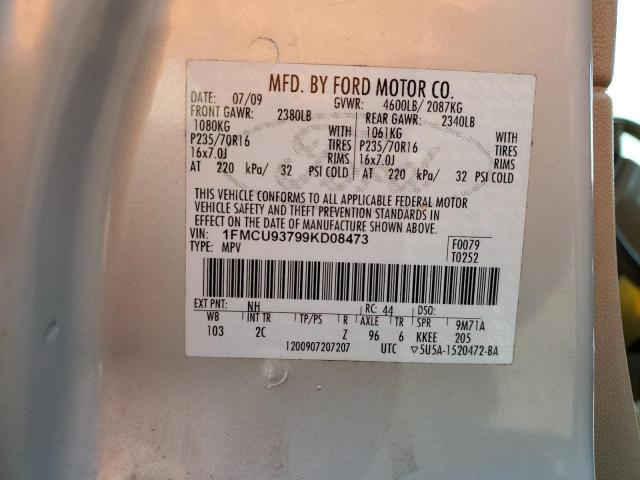 MFD. BY FORD MOTOR CO.
DATE: 07/09 GVWR: 4600LB/ 2087KG
FRONT GAWR: 2380LB REAR GAWR: 2340LB
1080KG WITH 1061KG WITH
P235/70R16 TIRES P235/70R16 TIRES
16x7.0J RIMS 16x7.0J RIMS
AT 220 kPa/ 32 PSI COLD AT 220 kPa/ 32 PSI COLD
THIS VEHICLE CONFORMS TO ALL APPLICABLE FEDERAL MOTOR
VEHICLE SAFETY AND THEFT PREVENTION STANDARDS IN
EFFECT ON THE DATE OF MANUFACTURE SHOWN ABOVE.
VIN: 1FMCU93799KD08473 F0079
TYPE: MPV T0252
EXT PNT: NH RC: 44 DSO:
WB INT TR TP/PS R AXLE TR SPR 9M71A
103 2C Z 96 6 KKEE 205
1200907207207 UTC ▽5U5A-1520472-BA
Ford